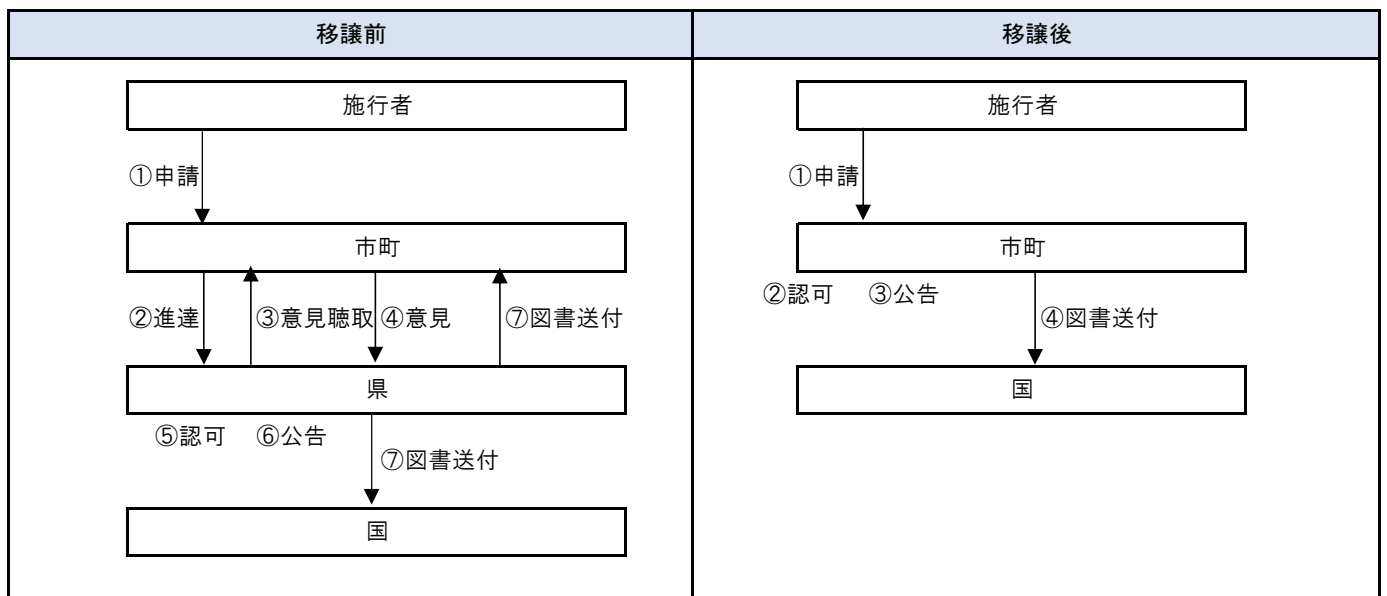 移譲前
移譲後
施行者
①申請
市町
②進達
③意見聴取
④意見
⑦図書送付
県
⑤認可
⑥公告
⑦図書送付
国
施行者
①申請
市町
②認可
③公告
④図書送付
国